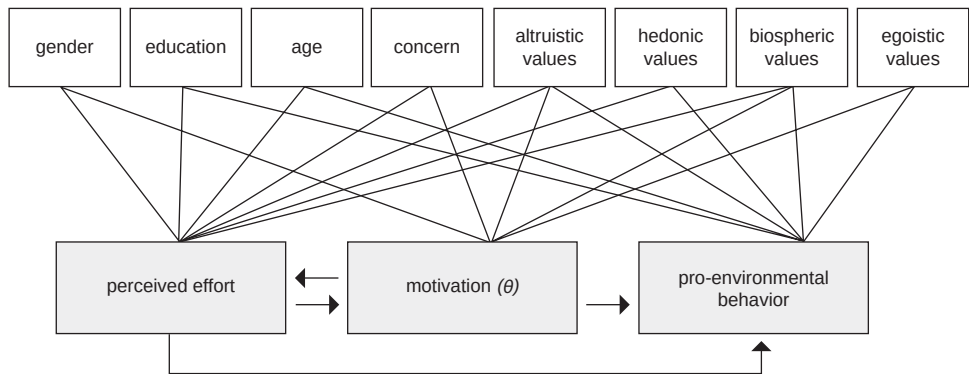 gender
education
age
concern
altruistic
values
hedonic
values
biospheric
values
egoistic
values
perceived effort
motivation (θ)
pro-environmental
behavior